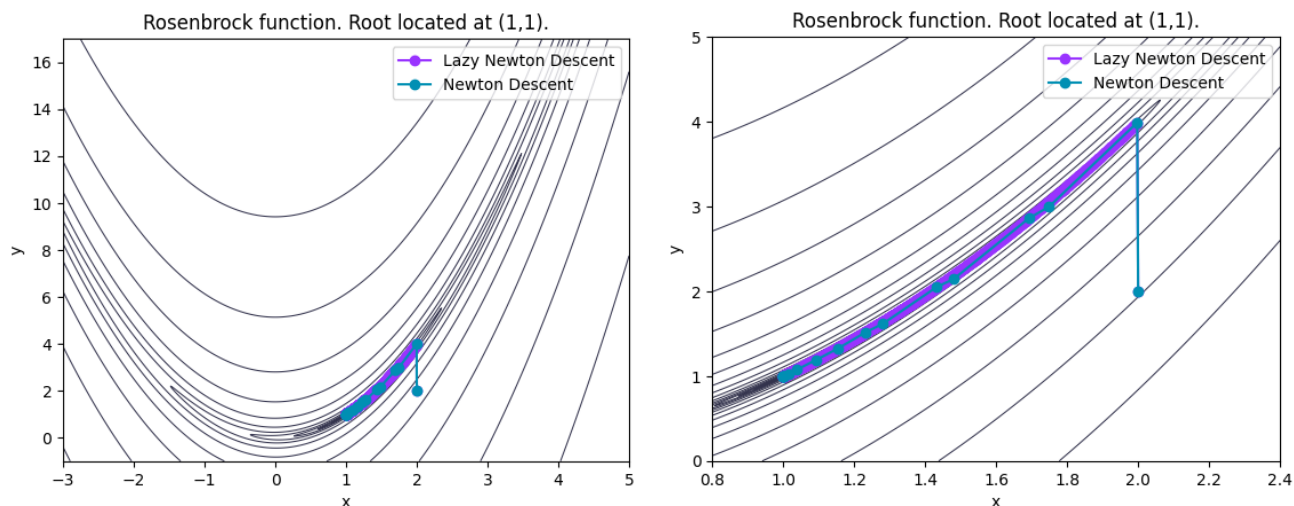 Rosenbrock function. Root located at (1,1).
Lazy Newton Descent
Newton Descent
16
14
12
10
8
6
4
2
0
y
−3 −2 −1 0 1 2 3 4 5
x
Rosenbrock function. Root located at (1,1).
Lazy Newton Descent
Newton Descent
5
4
3
2
1
0
y
0.8 1.0 1.2 1.4 1.6 1.8 2.0 2.2 2.4
x